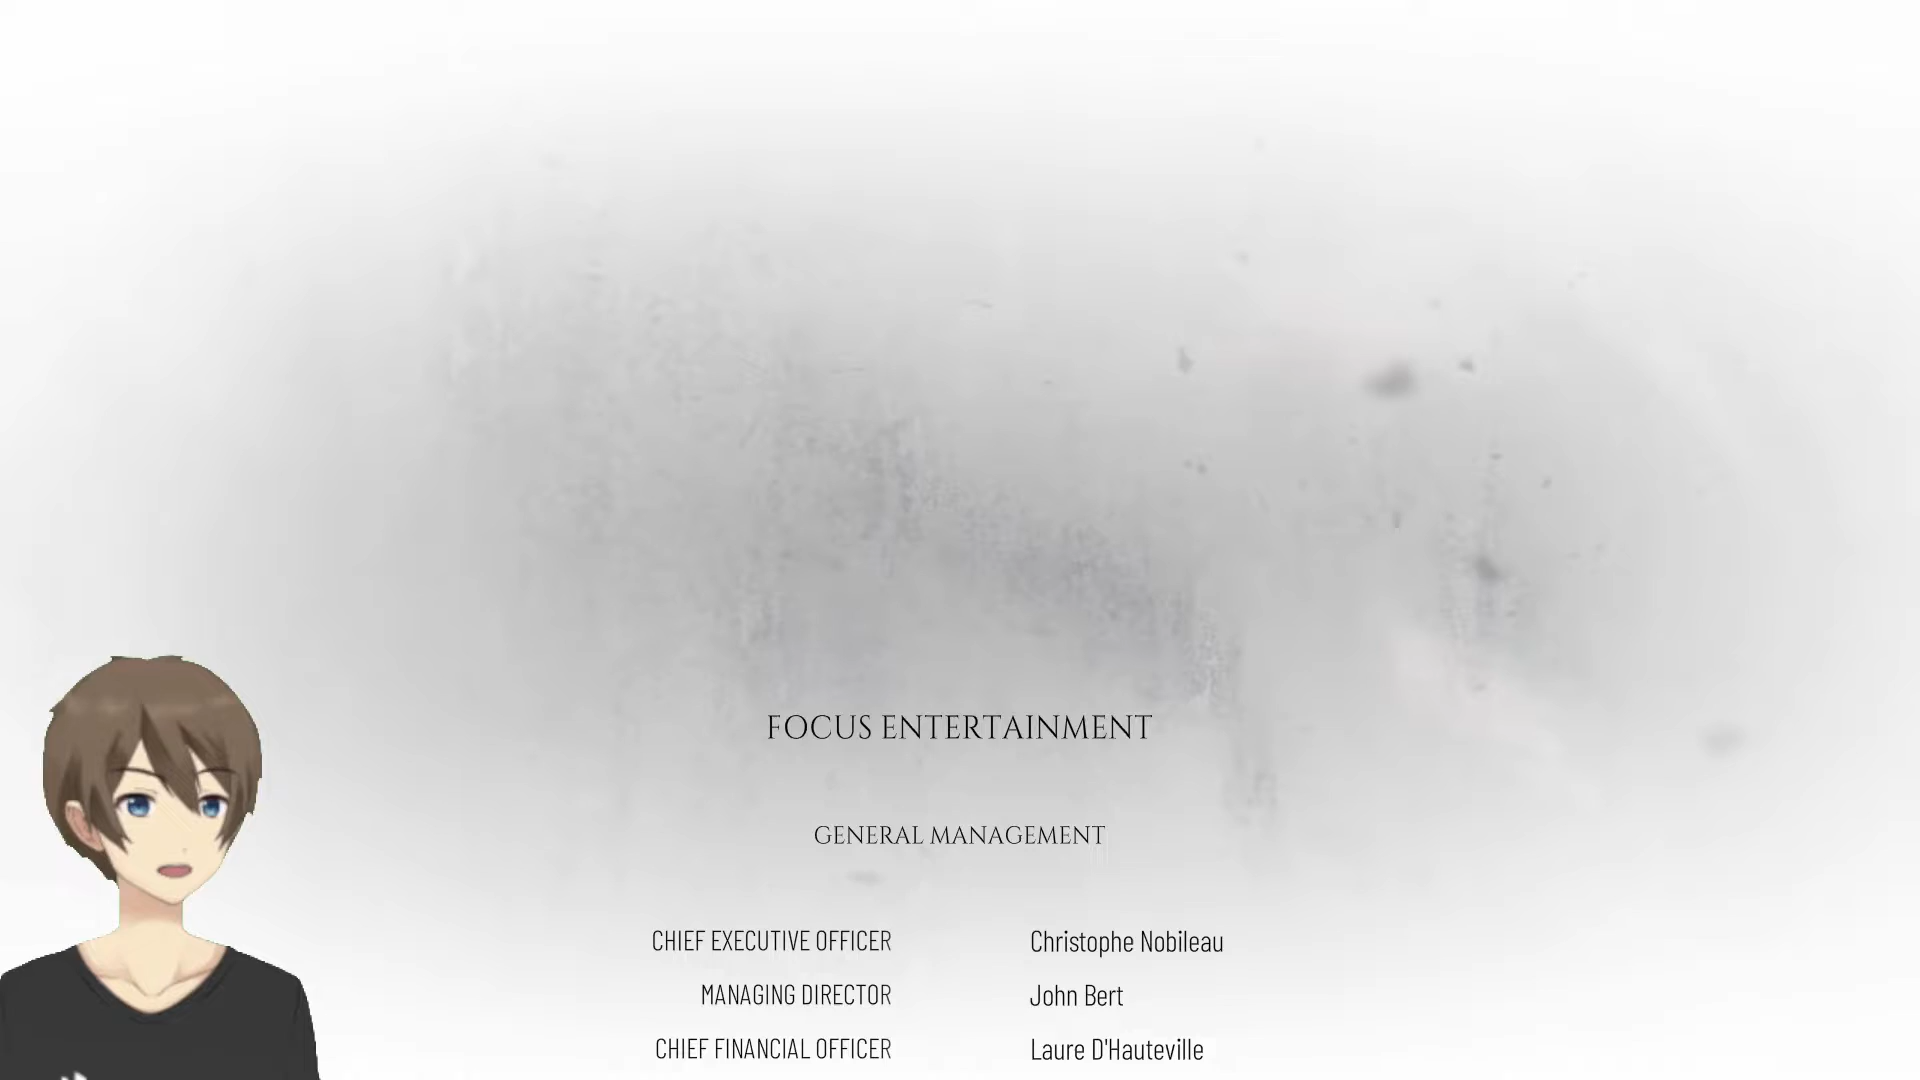 FOCUS ENTERTAINMENT
GENERAL MANAGEMENT
CHIEF EXECUTIVE OFFICER Christophe Nobileau
MANAGING DIRECTOR John Bert
CHIEF FINANCIAL OFFICER Laure D'Hauteville